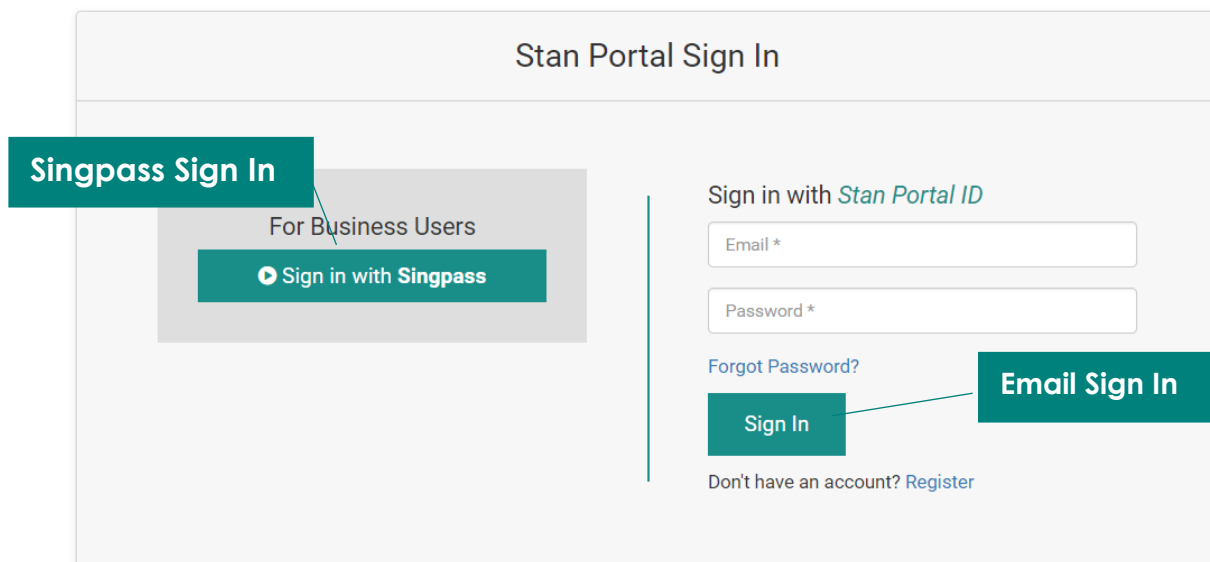 Stan Portal Sign In
Singpass Sign In
For Business Users
Sign in with Singpass
Sign in with Stan Portal ID
Email *
Password *
Forgot Password?
Email Sign In
Sign In
Don't have an account? Register